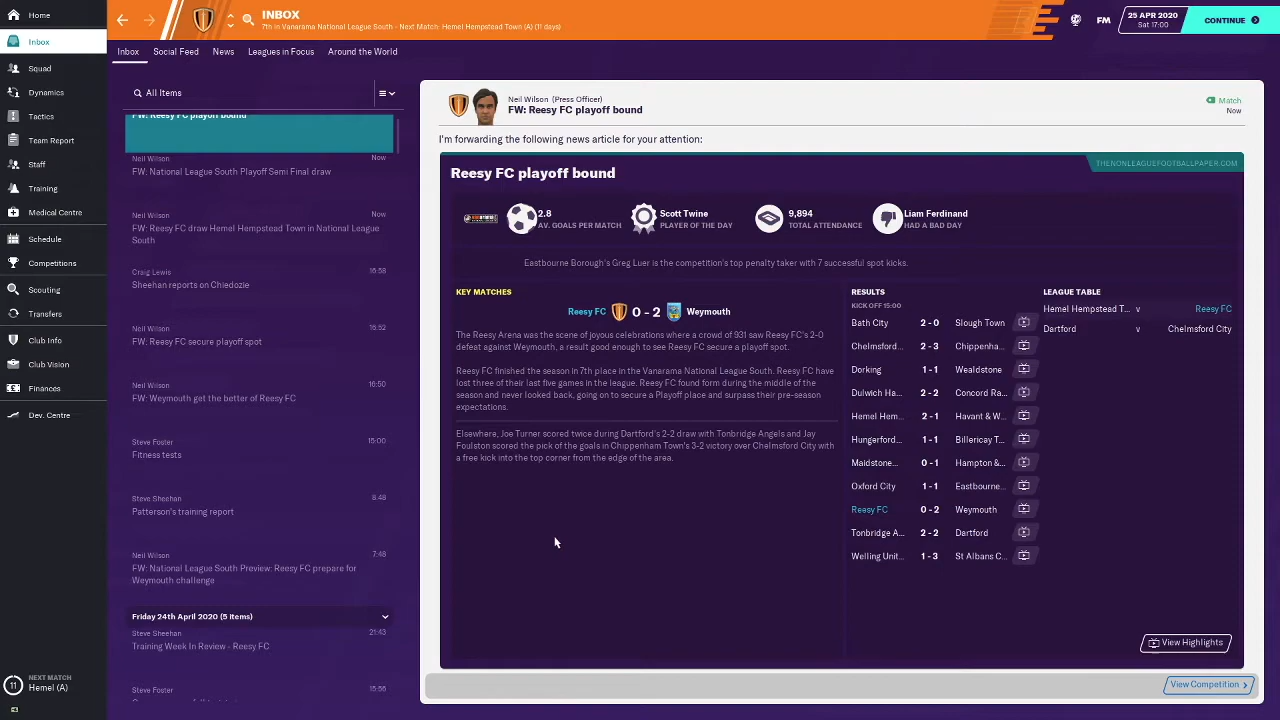 Home
Inbox
Squad
Dynamics
Tactics
Team Report
Staff
Training
Medical Centre
Schedule
Competitions
Scouting
Transfers
Club Info
Club Vision
Finances
Dev. Centre
11
NEXT MATCH
Hemel (A)
INBOX
7th in Vanarama National League South - Next Match: Hemel Hempstead Town (A) (11 days)
FM
25 APR 2020
Sat 17:00
CONTINUE
Inbox
Social Feed
News
Leagues in Focus
Around the World
All Items
FW: Reesy FC playoff bound
Neil Wilson
Now
FW: National League South Playoff Semi Final draw
Neil Wilson
Now
FW: Reesy FC draw Hemel Hempstead Town in National League
South
Craig Lewis
16:58
Sheehan reports on Chiedozie
Neil Wilson
16:52
FW: Reesy FC secure playoff spot
Neil Wilson
16:50
FW: Weymouth get the better of Reesy FC
Steve Foster
15:00
Fitness tests
Steve Sheehan
8:48
Patterson's training report
Neil Wilson
7:48
FW: National League South Preview: Reesy FC prepare for
Weymouth challenge
Friday 24th April 2020 (5 Items)
Steve Sheehan
21:43
Training Week In Review - Reesy FC
Steve Foster
15:56
Neil Wilson (Press Officer)
FW: Reesy FC playoff bound
Match
Now
I'm forwarding the following news article for your attention:
THENONLEAGUEFOOTBALLPAPER.COM
Reesy FC playoff bound
2.8
AV. GOALS PER MATCH
Scott Twine
PLAYER OF THE DAY
9,894
TOTAL ATTENDANCE
Liam Ferdinand
HAD A BAD DAY
Eastbourne Borough's Greg Luer is the competition's top penalty taker with 7 successful spot kicks.
KEY MATCHES
Reesy FC 0 - 2 Weymouth
The Reesy Arena was the scene of joyous celebrations where a crowd of 931 saw Reesy FC's 2-0
defeat against Weymouth, a result good enough to see Reesy FC secure a playoff spot.
Reesy FC finished the season in 7th place in the Vanarama National League South. Reesy FC have
lost three of their last five games in the league. Reesy FC found form during the middle of the
season and never looked back, going on to secure a Playoff place and surpass their pre-season
expectations.
Elsewhere, Joe Turner scored twice during Dartford's 2-2 draw with Tonbridge Angels and Jay
Foulston scored the pick of the goals in Chippenham Town's 3-2 victory over Chelmsford City with
a free kick into the top corner from the edge of the area.
RESULTS
KICK OFF 15:00
Bath City 2 - 0 Slough Town
Chelmsford... 2 - 3 Chippenha...
Dorking 1 - 1 Wealdstone
Dulwich Ha... 2 - 2 Concord Ra...
Hemel Hem... 2 - 1 Havant & W...
Hungerford... 1 - 1 Billericay T...
Maidstone... 0 - 1 Hampton &...
Oxford City 1 - 1 Eastbourne...
Reesy FC 0 - 2 Weymouth
Tonbridge A... 2 - 2 Dartford
Welling Unit... 1 - 3 St Albans C...
LEAGUE TABLE
Hemel Hempstead T... v Reesy FC
Dartford v Chelmsford City
View Highlights
View Competition